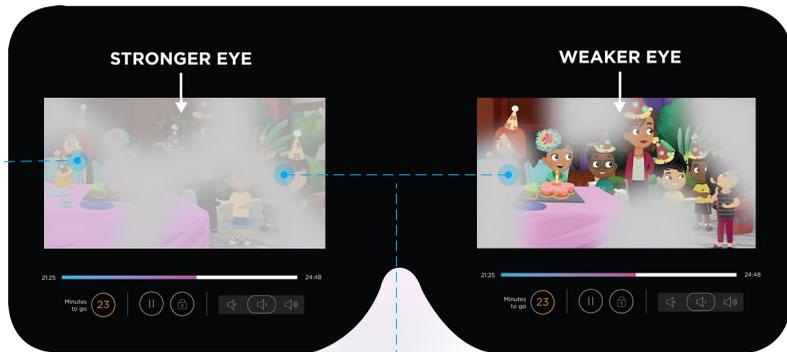 STRONGER EYE
WEAKER EYE
21:25
24:48
Minutes
to go
23
21:25
24:48
Minutes
to go
23